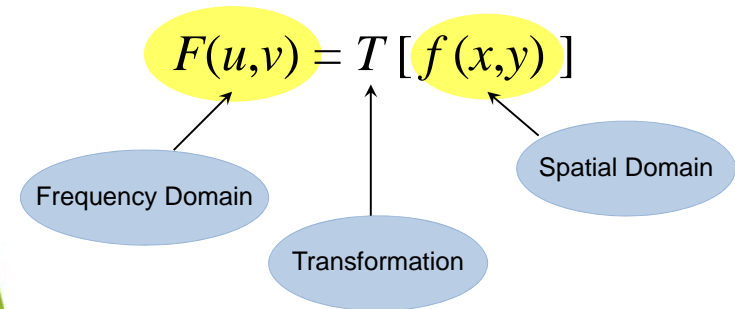 F(u,v) = T [ f (x,y) ]
Frequency Domain
Spatial Domain
Transformation